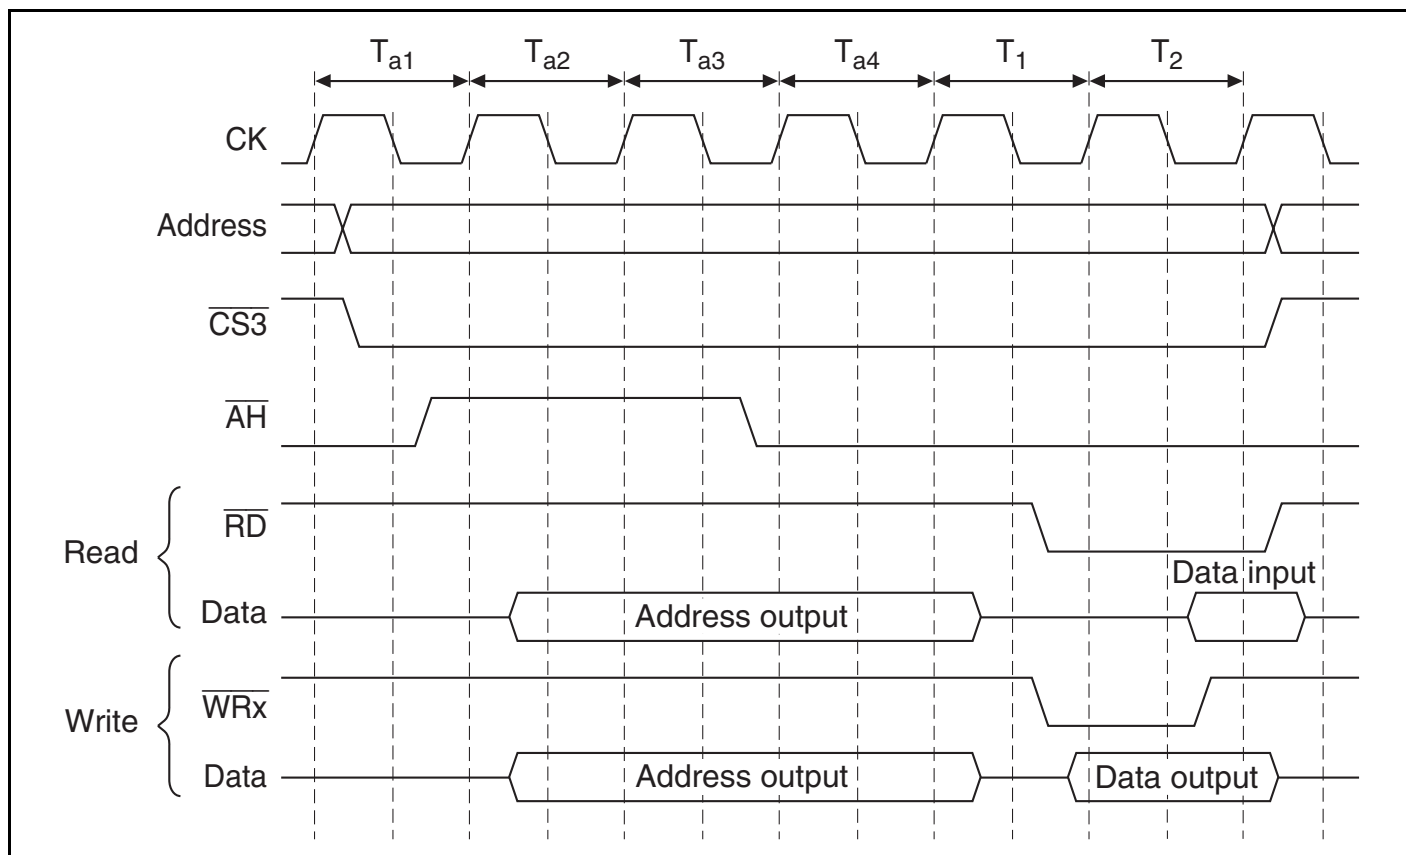 Ta1 Ta2 Ta3 Ta4 T1 T2
CK
Address
CS3
AH
Read
RD
Data input
Data Address output
Write
WRx
Data Address output Data output